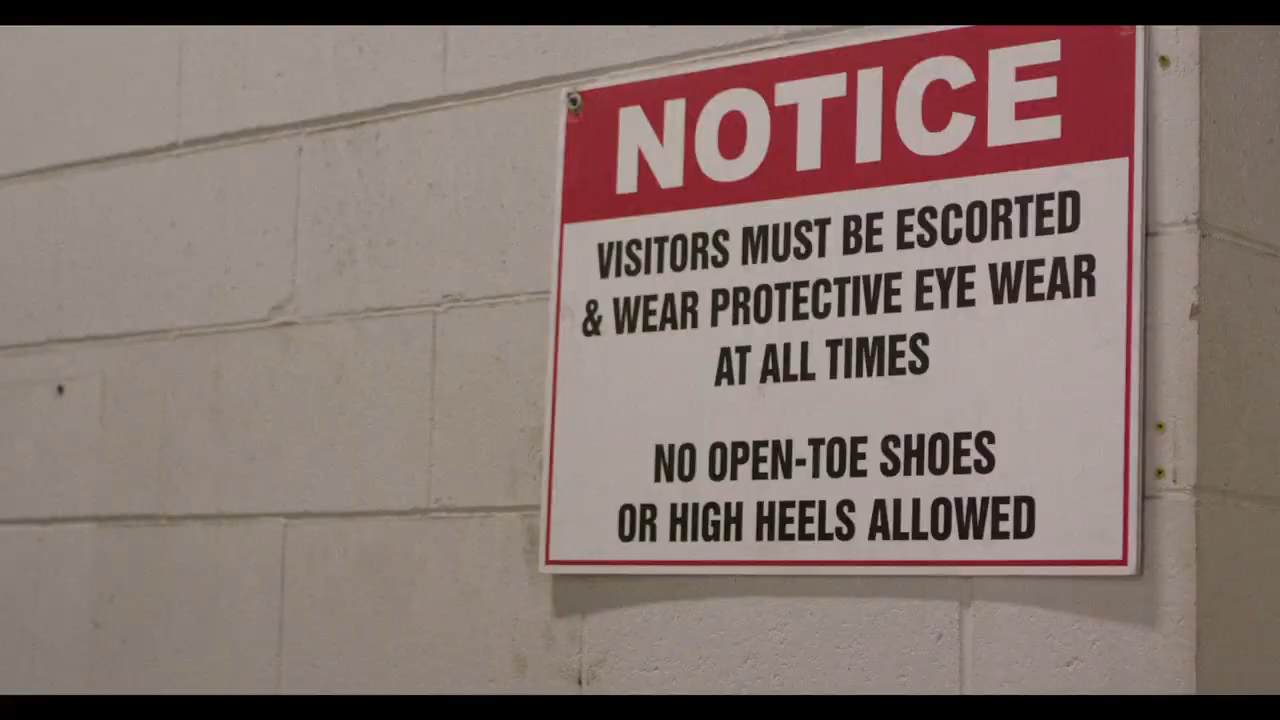 NOTICE
VISITORS MUST BE ESCORTED
& WEAR PROTECTIVE EYE WEAR
AT ALL TIMES
NO OPEN-TOE SHOES
OR HIGH HEELS ALLOWED